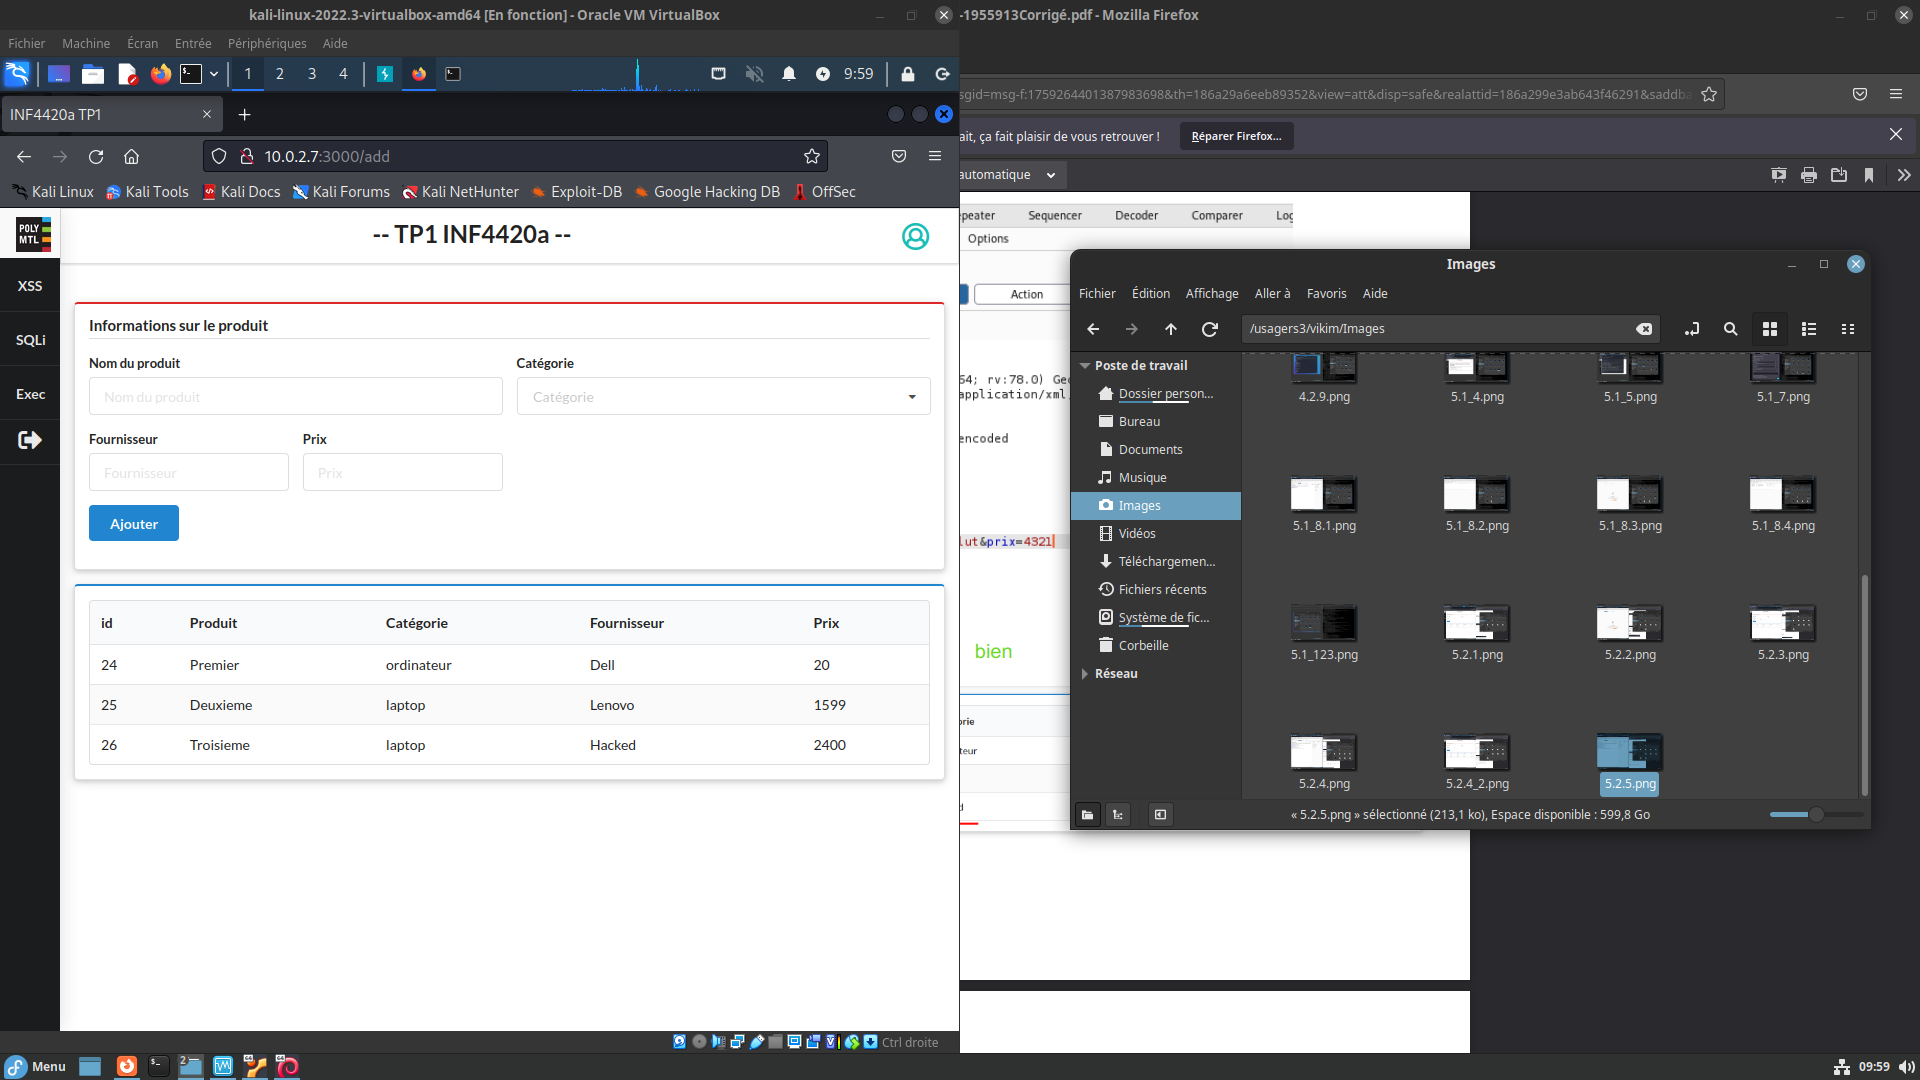 kali-linux-2022.3-virtualbox-amd64 [En fonction] - Oracle VM VirtualBox
-1955913Corrigé.pdf - Mozilla Firefox
Fichier Machine Écran Entrée Périphériques Aide
1 2 3 4 9:59
INF4420a TP1
sgid=msg-f:1759264401387983698&th=186a29a6eeb89352&view=att&disp=safe&realattid=186a299e3ab643f46291&saddba
ait, ça fait plaisir de vous retrouver !
Réparer Firefox...
10.0.2.7:3000/add
automatique
Kali Linux Kali Tools Kali Docs Kali Forums Kali NetHunter Exploit-DB Google Hacking DB OffSec
POLY MTL
-- TP1 INF4420a --
XSS
SQLi
Exec
Informations sur le produit
Nom du produit
Catégorie
Nom du produit
Catégorie
Fournisseur
Prix
Fournisseur
Prix
Ajouter
id Produit Catégorie Fournisseur Prix
24 Premier ordinateur Dell 20
25 Deuxieme laptop Lenovo 1599
26 Troisieme laptop Hacked 2400
Ctrl droite
epeater Sequencer Decoder Comparer Log
Options
Action
64; rv:78.0) Gec
application/xml,
encoded
lut&prix=4321
bien
orie
teur
d
Images
Fichier Édition Affichage Aller à Favoris Aide
/usagers3/vikim/Images
Poste de travail
Dossier person...
Bureau
Documents
Musique
Images
Vidéos
Téléchargemen...
Fichiers récents
Système de fic...
Corbeille
Réseau
4.2.9.png 5.1_4.png 5.1_5.png 5.1_7.png
5.1_8.1.png 5.1_8.2.png 5.1_8.3.png 5.1_8.4.png
5.1_123.png 5.2.1.png 5.2.2.png 5.2.3.png
5.2.4.png 5.2.4_2.png 5.2.5.png
« 5.2.5.png » sélectionné (213,1 ko), Espace disponible : 599,8 Go
Menu
2
09:59